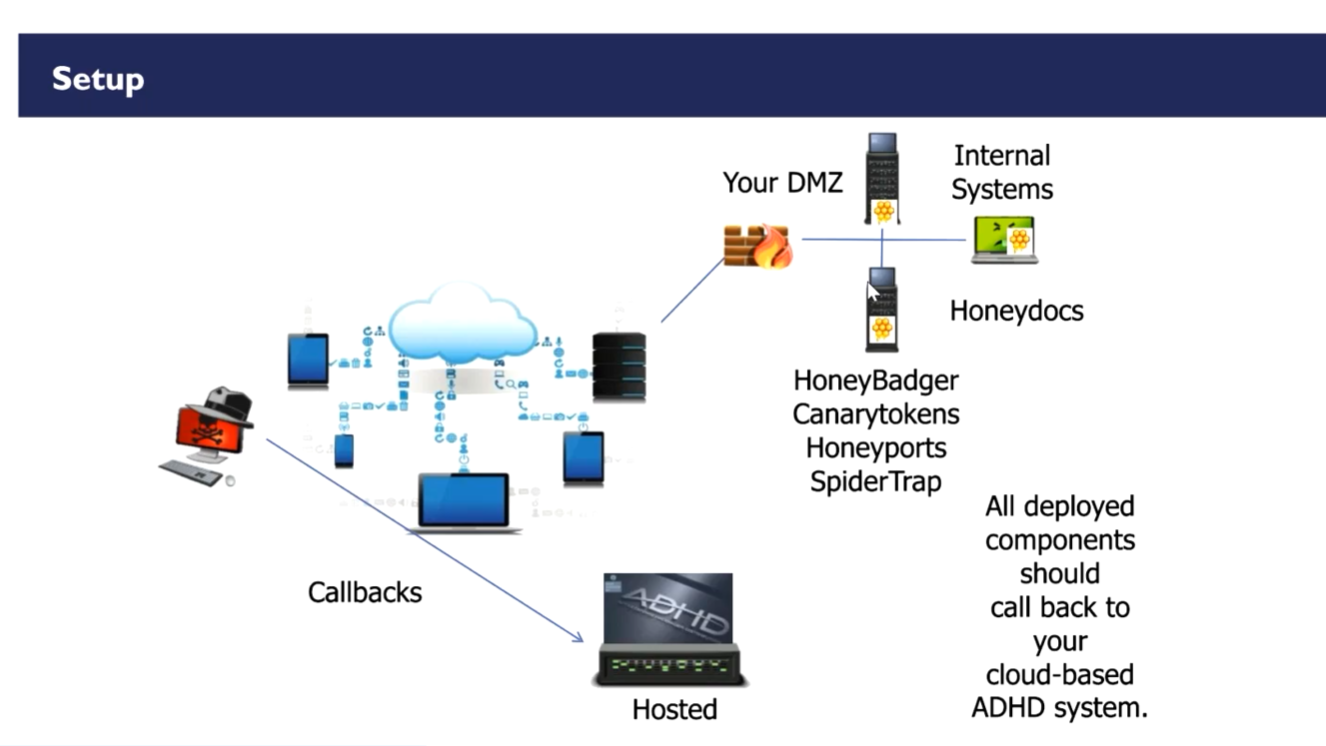 Setup
Your DMZ
Internal
Systems
Honeydocs
HoneyBadger
Canarytokens
Honeyports
SpiderTrap
All deployed
components
should
call back to
your
cloud-based
ADHD system.
Callbacks
ADHD
Hosted